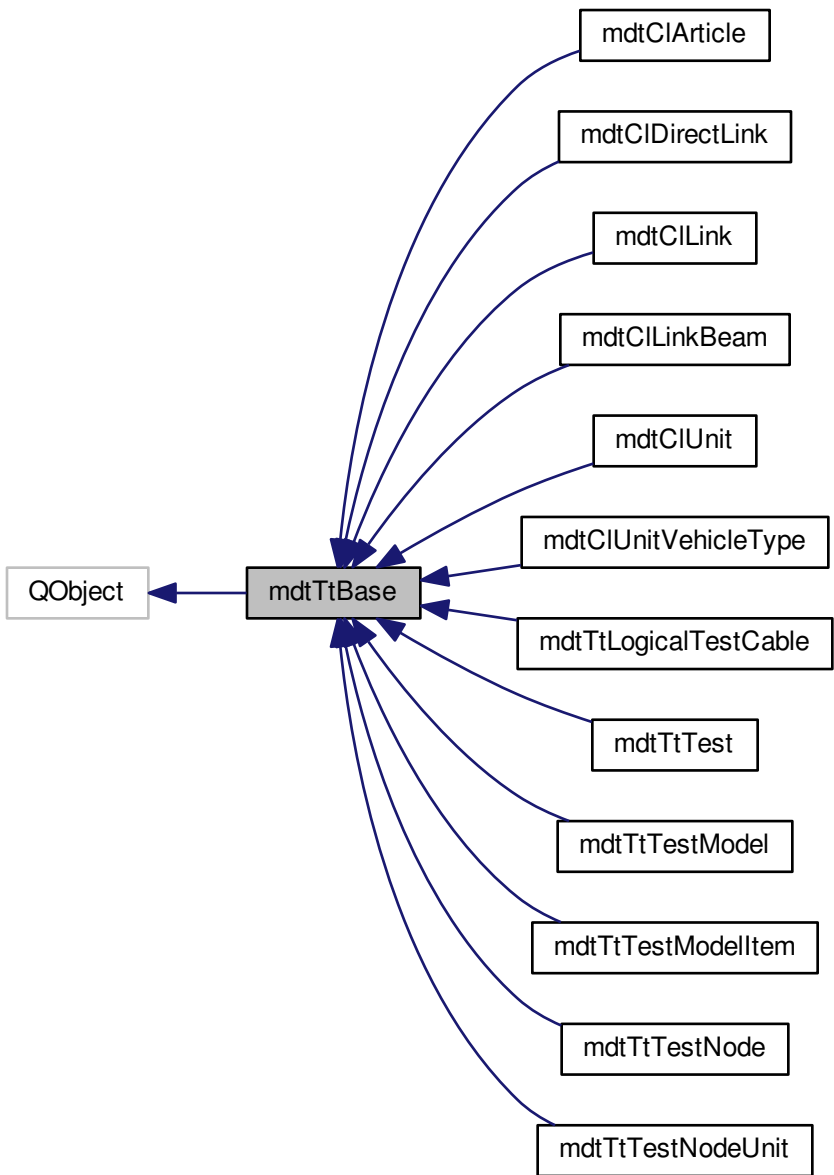 mdtClArticle
mdtClDirectLink
mdtClLink
mdtClLinkBeam
mdtClUnit
mdtClUnitVehicleType
QObject
mdtTtBase
mdtTtLogicalTestCable
mdtTtTest
mdtTtTestModel
mdtTtTestModelItem
mdtTtTestNode
mdtTtTestNodeUnit